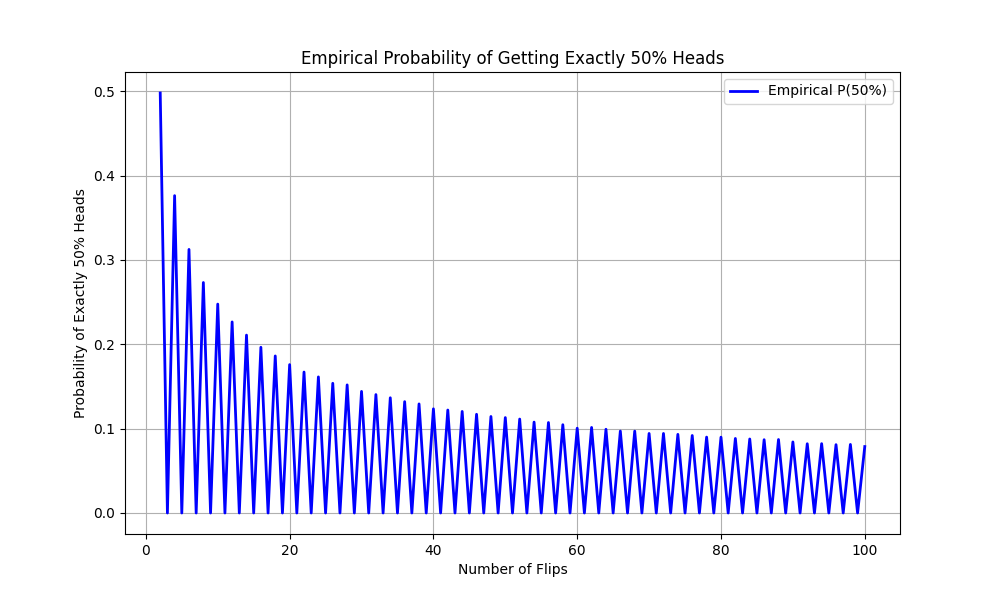 Empirical Probability of Getting Exactly 50% Heads
Empirical P(50%)
Probability of Exactly 50% Heads
0.5
0.4
0.3
0.2
0.1
0.0
0 20 40 60 80 100
Number of Flips